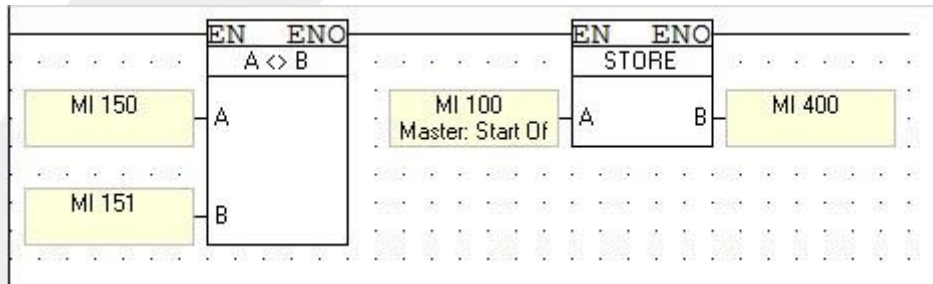 EN ENO
A <> B
MI 150
A
MI 151
B
EN ENO
STORE
MI 100
Master: Start Of
A
B
MI 400